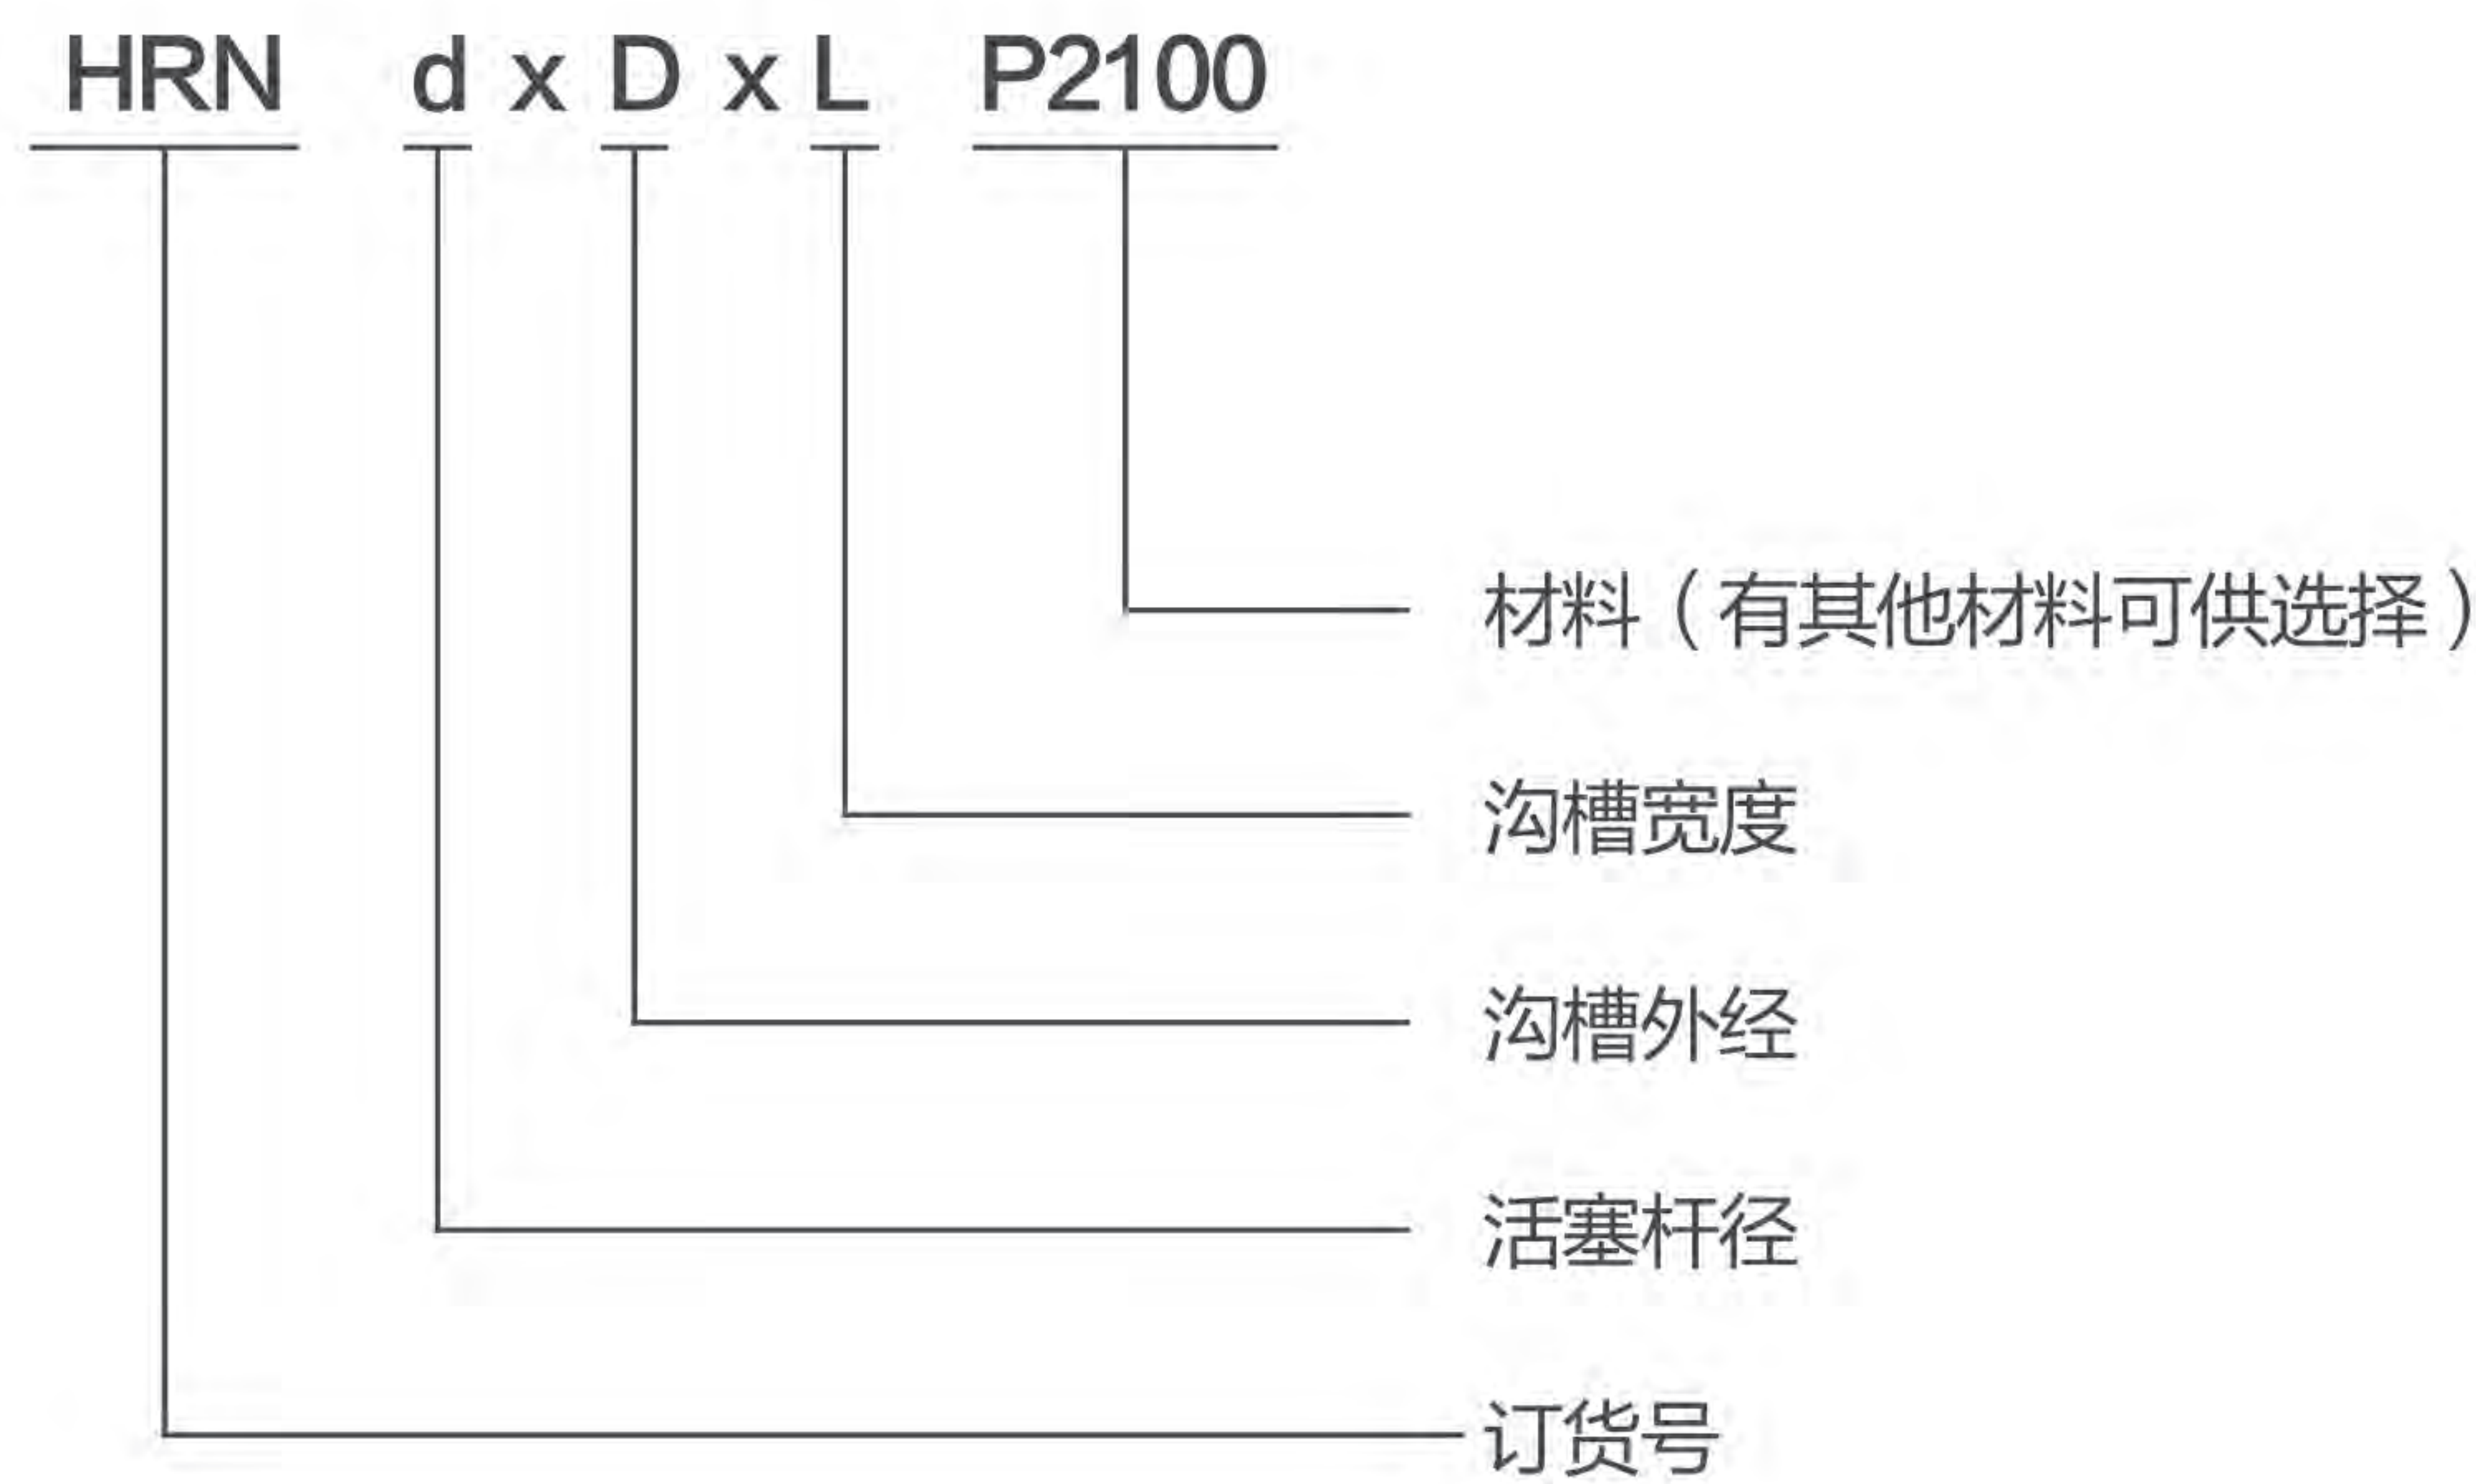 HRN d x D x L P2100
材料（有其他材料可供选择）
沟槽宽度
沟槽外经
活塞杆径
订货号